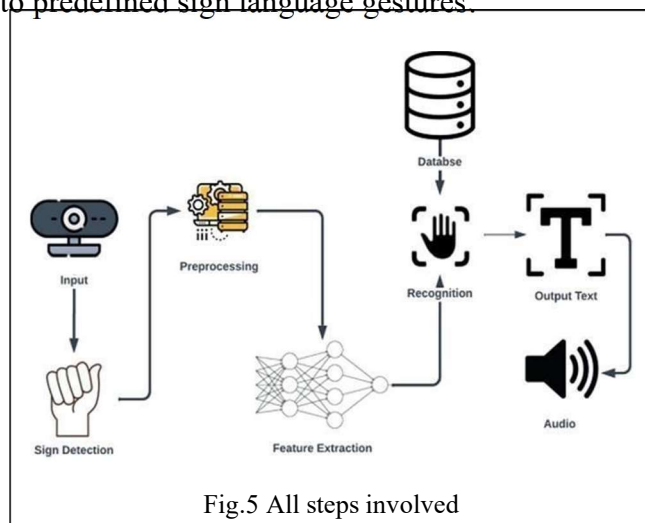 to predefined sign language gestures.
Databse
Input
Preprocessing
Recognition
Output Text
Sign Detection
Feature Extraction
Audio
Fig.5 All steps involved